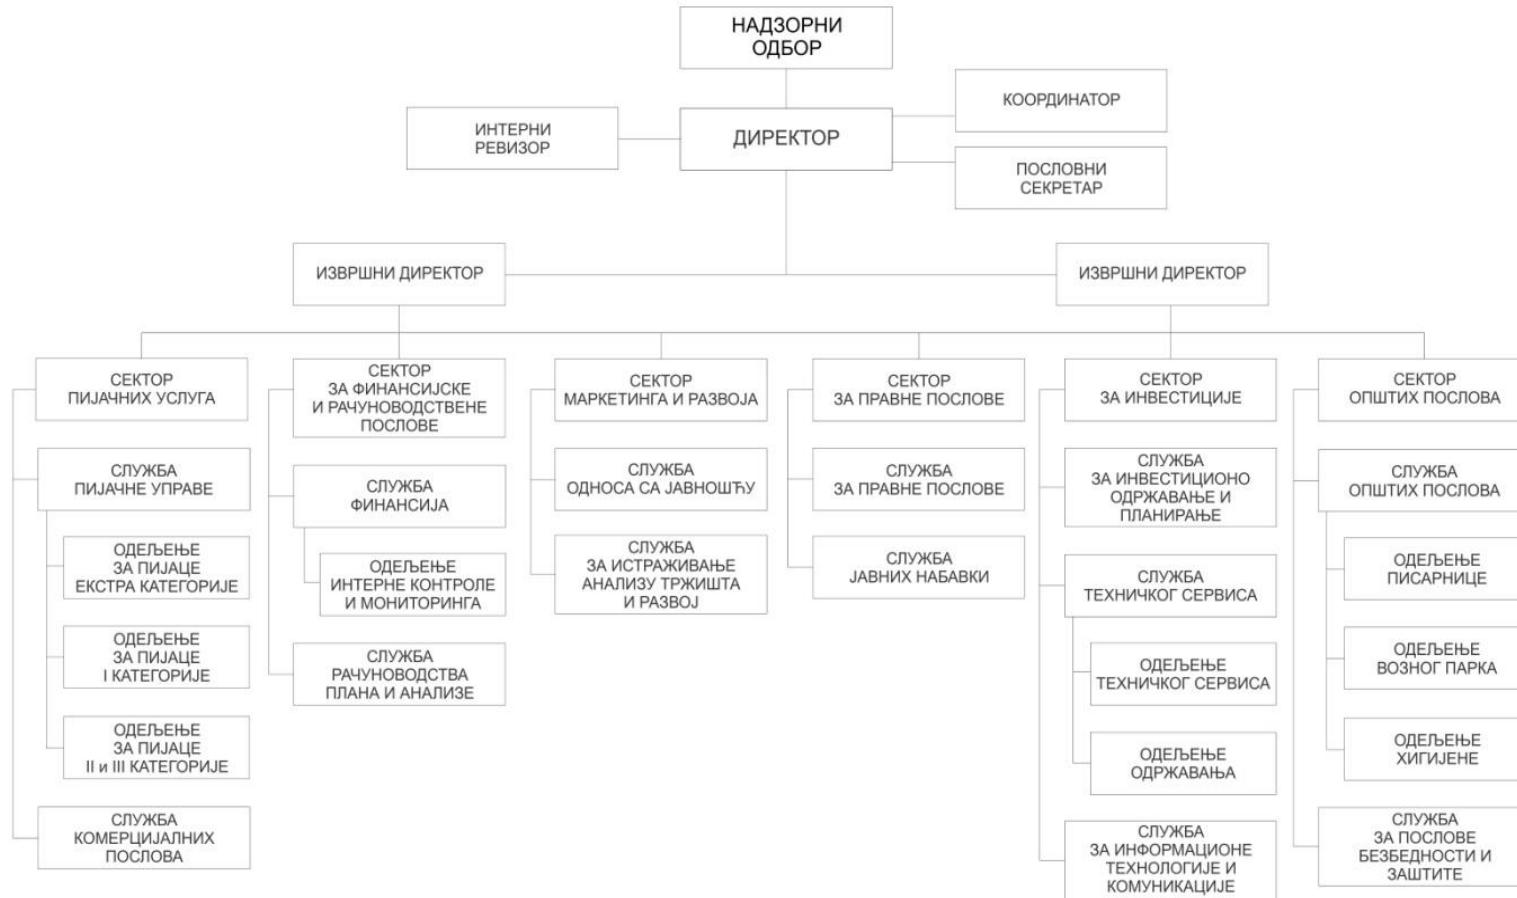 НАДЗОРНИ
ОДБОР
КООРДИНАТОР
ИНТЕРНИ
РЕВИЗОР
ДИРЕКТОР
ПОСЛОВНИ
СЕКРЕТАР
ИЗВРШНИ ДИРЕКТОР
ИЗВРШНИ ДИРЕКТОР
СЕКТОР
ПИЈАЧНИХ УСЛУГА
СЛУЖБА
ПИЈАЧНЕ УПРАВЕ
ОДЕЉЕЊЕ
ЗА ПИЈАЦЕ
ЕКСТРА КАТЕГОРИЈЕ
ОДЕЉЕЊЕ
ЗА ПИЈАЦЕ
I КАТЕГОРИЈЕ
ОДЕЉЕЊЕ
ЗА ПИЈАЦЕ
II и III КАТЕГОРИЈЕ
СЛУЖБА
КОМЕРЦИЈАЛНИХ
ПОСЛОВА
СЕКТОР
ЗА ФИНАНСИЈСКЕ
И РАЧУНОВОДСТВЕНЕ
ПОСЛОВЕ
СЛУЖБА
ФИНАНСИЈА
ОДЕЉЕЊЕ
ИНТЕРНЕ КОНТРОЛЕ
И МОНИТОРИНГА
СЛУЖБА
РАЧУНОВОДСТВА
ПЛАНА И АНАЛИЗЕ
СЕКТОР
МАРКЕТИНГА И РАЗВОЈА
СЛУЖБА
ОДНОСА СА ЈАВНОШЋУ
СЛУЖБА
ЗА ИСТРАЖИВАЊЕ
АНАЛИЗУ ТРЖИШТА
И РАЗВОЈ
СЕКТОР
ЗА ПРАВНЕ ПОСЛОВЕ
СЛУЖБА
ЗА ПРАВНЕ ПОСЛОВЕ
СЛУЖБА
ЈАВНИХ НАБАВКИ
СЕКТОР
ЗА ИНВЕСТИЦИЈЕ
СЛУЖБА
ЗА ИНВЕСТИЦИОНО
ОДРЖАВАЊЕ И
ПЛАНИРАЊЕ
СЛУЖБА
ТЕХНИЧКОГ СЕРВИСА
ОДЕЉЕЊЕ
ТЕХНИЧКОГ СЕРВИСА
ОДЕЉЕЊЕ
ОДРЖАВАЊА
СЛУЖБА
ЗА ИНФОРМАЦИОНЕ
ТЕХНОЛОГИЈЕ И
КОМУНИКАЦИЈЕ
СЕКТОР
ОПШТИХ ПОСЛОВА
СЛУЖБА
ОПШТИХ ПОСЛОВА
ОДЕЉЕЊЕ
ПИСАРНИЦЕ
ОДЕЉЕЊЕ
ВОЗНОГ ПАРКА
ОДЕЉЕЊЕ
ХИГИЈЕНЕ
СЛУЖБА
ЗА ПОСЛОВЕ
БЕЗБЕДНОСТИ И
ЗАШТИТЕ